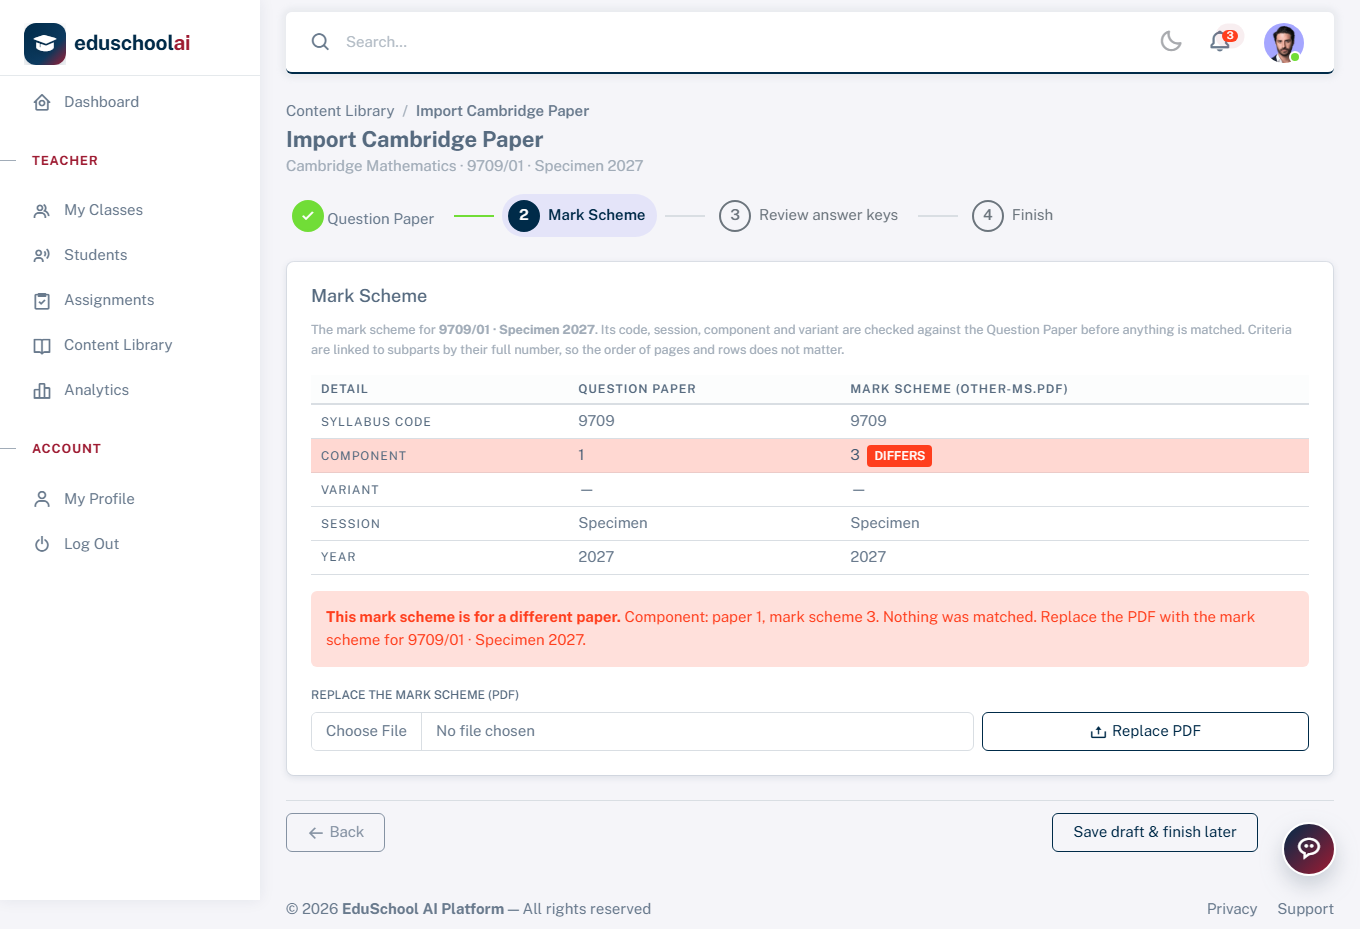 eduschoolai
Search...
3
Dashboard
TEACHER
My Classes
Students
Assignments
Content Library
Analytics
ACCOUNT
My Profile
Log Out
Content Library / Import Cambridge Paper
Import Cambridge Paper
Cambridge Mathematics · 9709/01 · Specimen 2027
Question Paper
2 Mark Scheme
3 Review answer keys
4 Finish
Mark Scheme
The mark scheme for 9709/01 · Specimen 2027. Its code, session, component and variant are checked against the Question Paper before anything is matched. Criteria
are linked to subparts by their full number, so the order of pages and rows does not matter.
DETAIL QUESTION PAPER MARK SCHEME (OTHER-MS.PDF)
SYLLABUS CODE 9709 9709
COMPONENT 1 3 DIFFERS
VARIANT — —
SESSION Specimen Specimen
YEAR 2027 2027
This mark scheme is for a different paper. Component: paper 1, mark scheme 3. Nothing was matched. Replace the PDF with the mark
scheme for 9709/01 · Specimen 2027.
REPLACE THE MARK SCHEME (PDF)
Choose File No file chosen
Replace PDF
← Back
Save draft & finish later
© 2026 EduSchool AI Platform — All rights reserved
Privacy Support